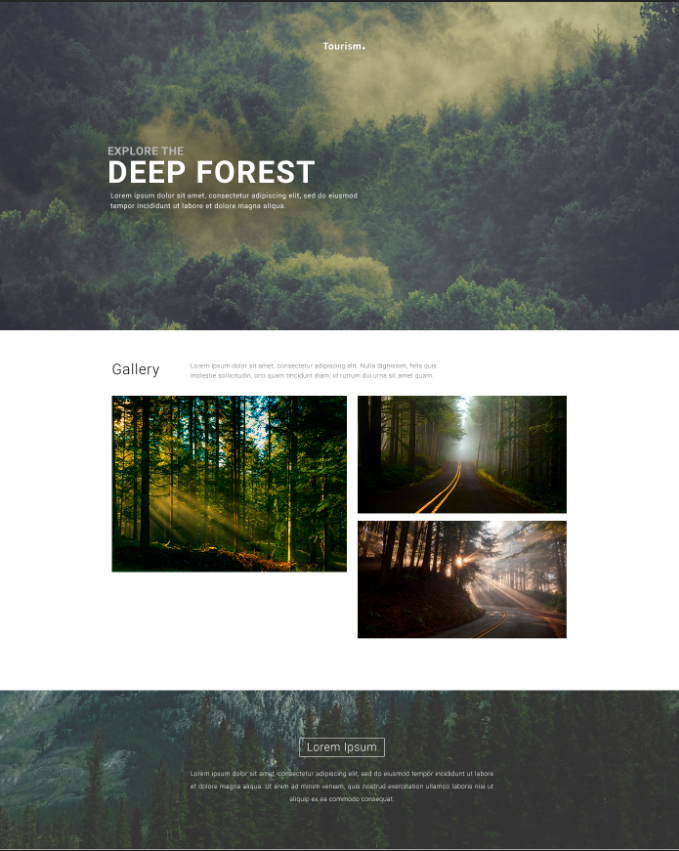 Tourism.
EXPLORE THE
DEEP FOREST
Lorem ipsum dolor sit amet, consectetur adipiscing elit, sed do eiusmod
tempor incididunt ut labore et dolore magna aliqua.
Gallery
Lorem ipsum dolor sit amet, consectetur adipiscing elit. Nulla dignissim, felis quis
molestie sollicitudin, orci quam tincidunt diam, id rutrum dui urna sit amet quam.
Lorem Ipsum
Lorem ipsum dolor sit amet, consectetur adipiscing elit, sed do eiusmod tempor incididunt ut labore
et dolore magna aliqua. Ut enim ad minim veniam, quis nostrud exercitation ullamco laboris nisi ut
aliquip ex ea commodo consequat.